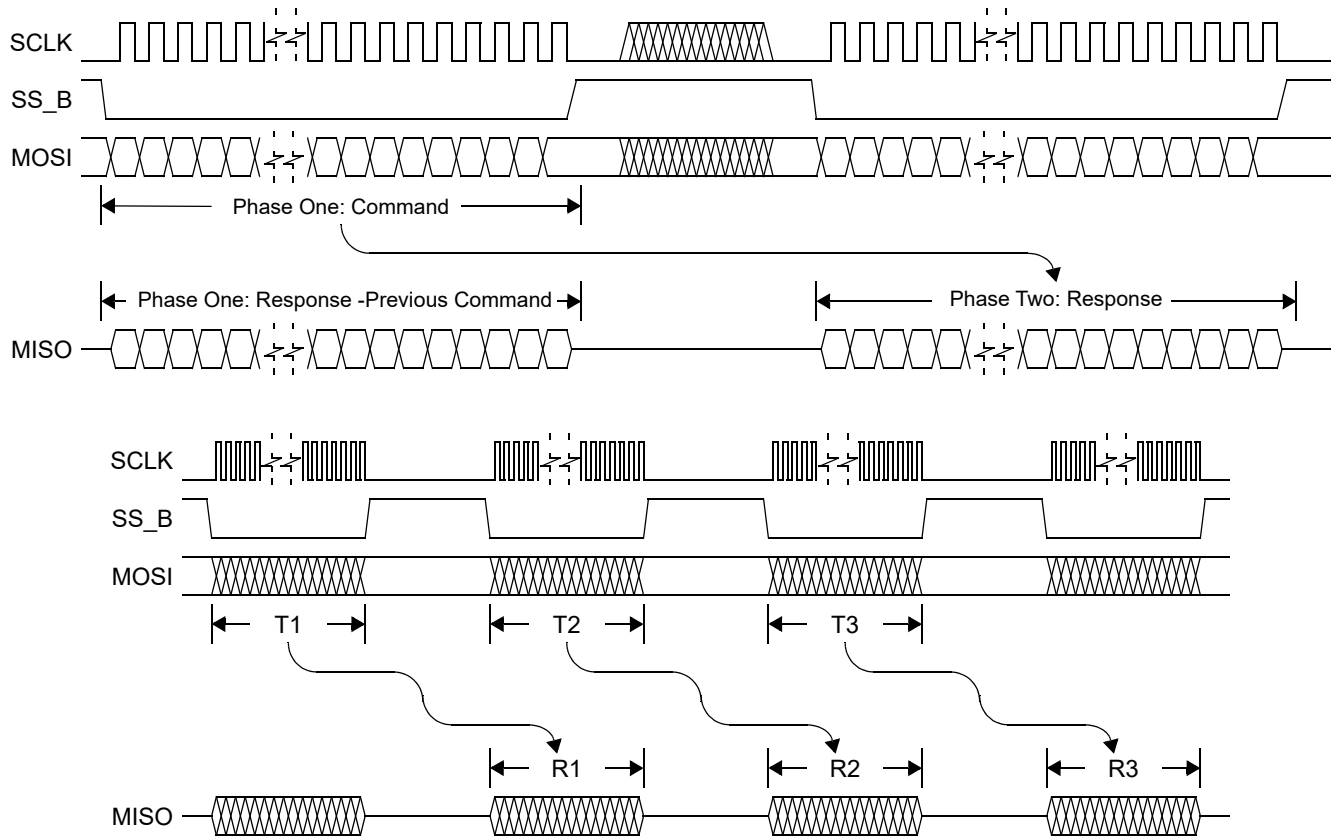 SCLK
SS_B
MOSI
Phase One: Command
Phase One: Response -Previous Command
Phase Two: Response
MISO
SCLK
SS_B
MOSI
T1
T2
T3
R1
R2
R3
MISO